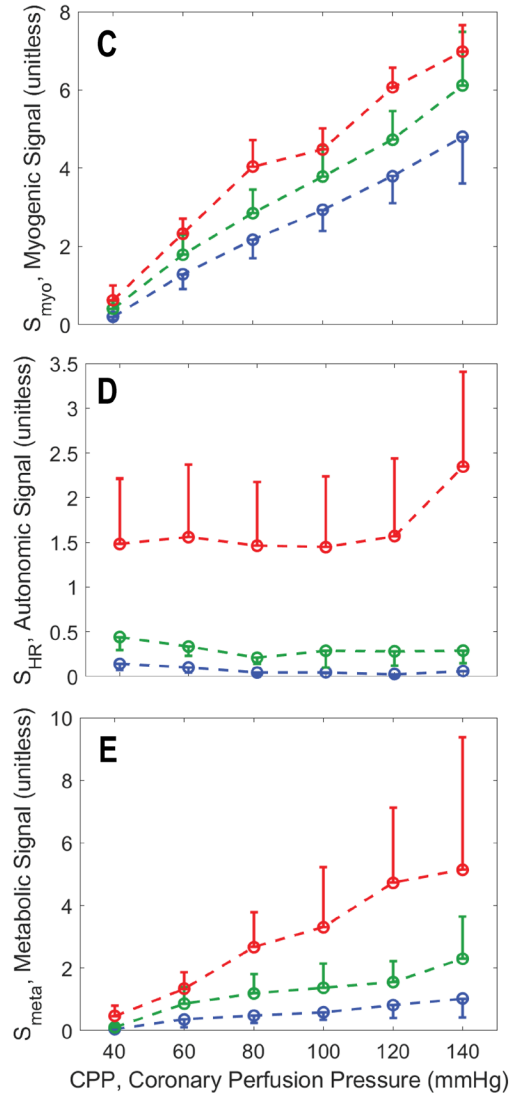 C
S_myo, Myogenic Signal (unitless)
8
6
4
2
0
D
S_HR, Autonomic Signal (unitless)
3.5
3
2.5
2
1.5
1
0.5
0
E
S_meta, Metabolic Signal (unitless)
10
8
6
4
2
0
40 60 80 100 120 140
CPP, Coronary Perfusion Pressure (mmHg)